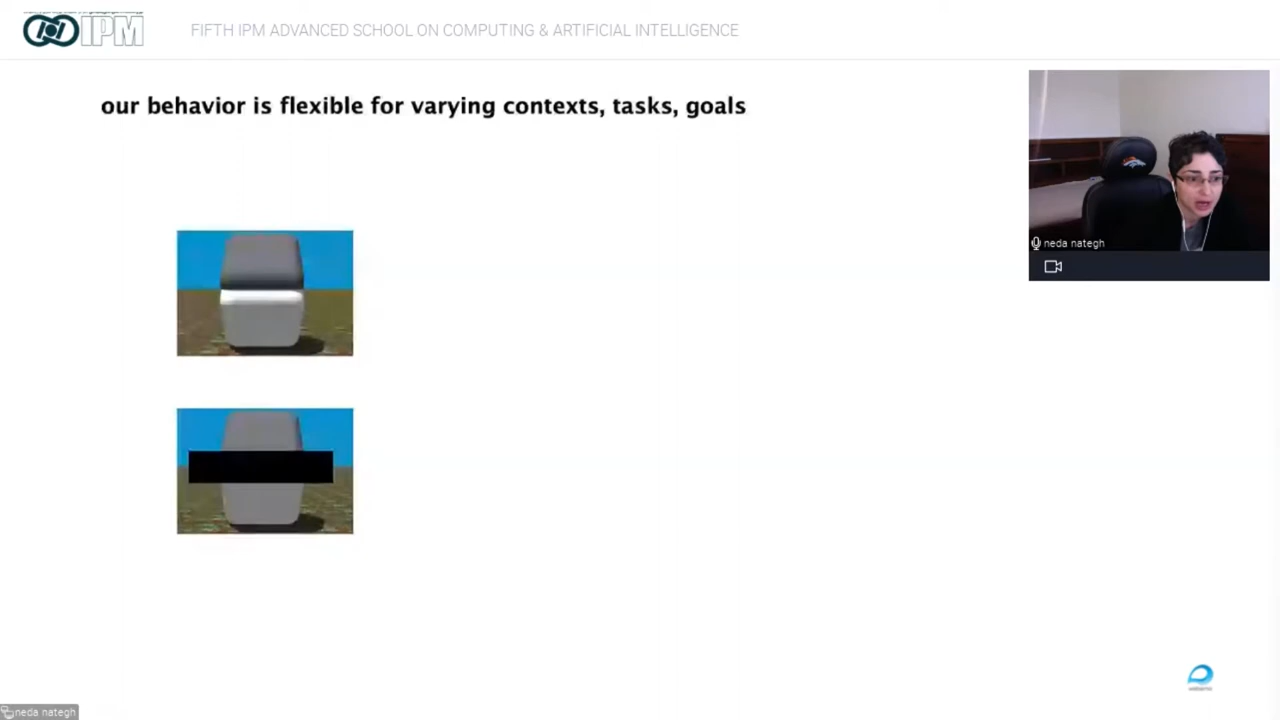 IPM
FIFTH IPM ADVANCED SCHOOL ON COMPUTING & ARTIFICIAL INTELLIGENCE
our behavior is flexible for varying contexts, tasks, goals
neda nategh
neda nategh